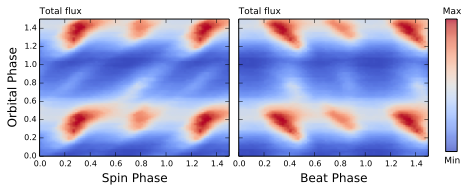 Total flux
Total flux
Max
1.4
1.2
1.0
0.8
0.6
0.4
0.2
0.0
Orbital Phase
0.0 0.2 0.4 0.6 0.8 1.0 1.2 1.4
0.0 0.2 0.4 0.6 0.8 1.0 1.2 1.4
Min
Spin Phase
Beat Phase